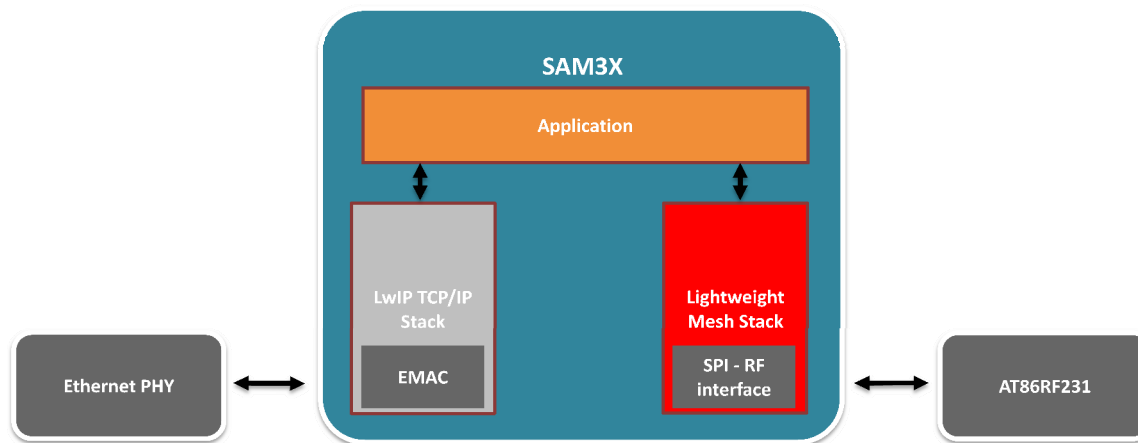 SAM3X
Application
LwIP TCP/IP
Stack
EMAC
Lightweight
Mesh Stack
SPI - RF
interface
Ethernet PHY
AT86RF231